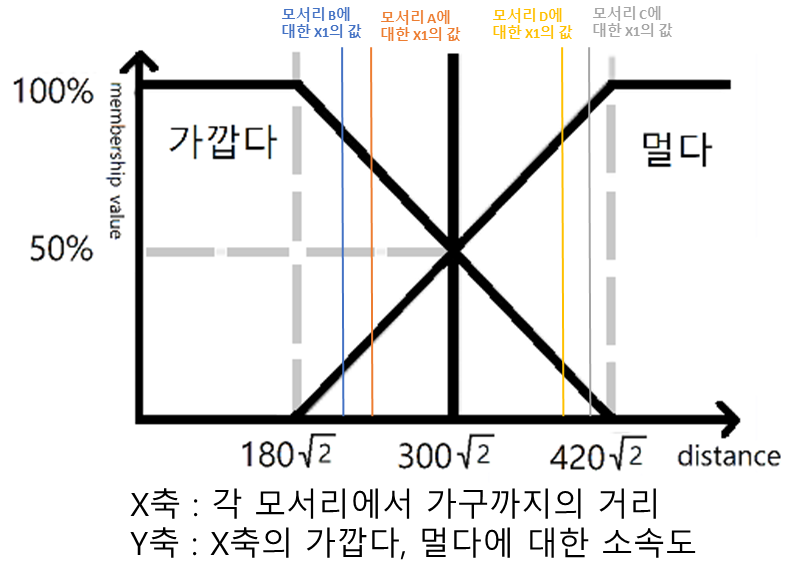 모서리 B에
대한 X1의 값
모서리 A에
대한 X1의 값
모서리 D에
대한 X1의 값
모서리 C에
대한 X1의 값
100%
membership value
가깝다
멀다
50%
180√2
300√2
420√2
distance
X축 : 각 모서리에서 가구까지의 거리
Y축 : X축의 가깝다, 멀다에 대한 소속도